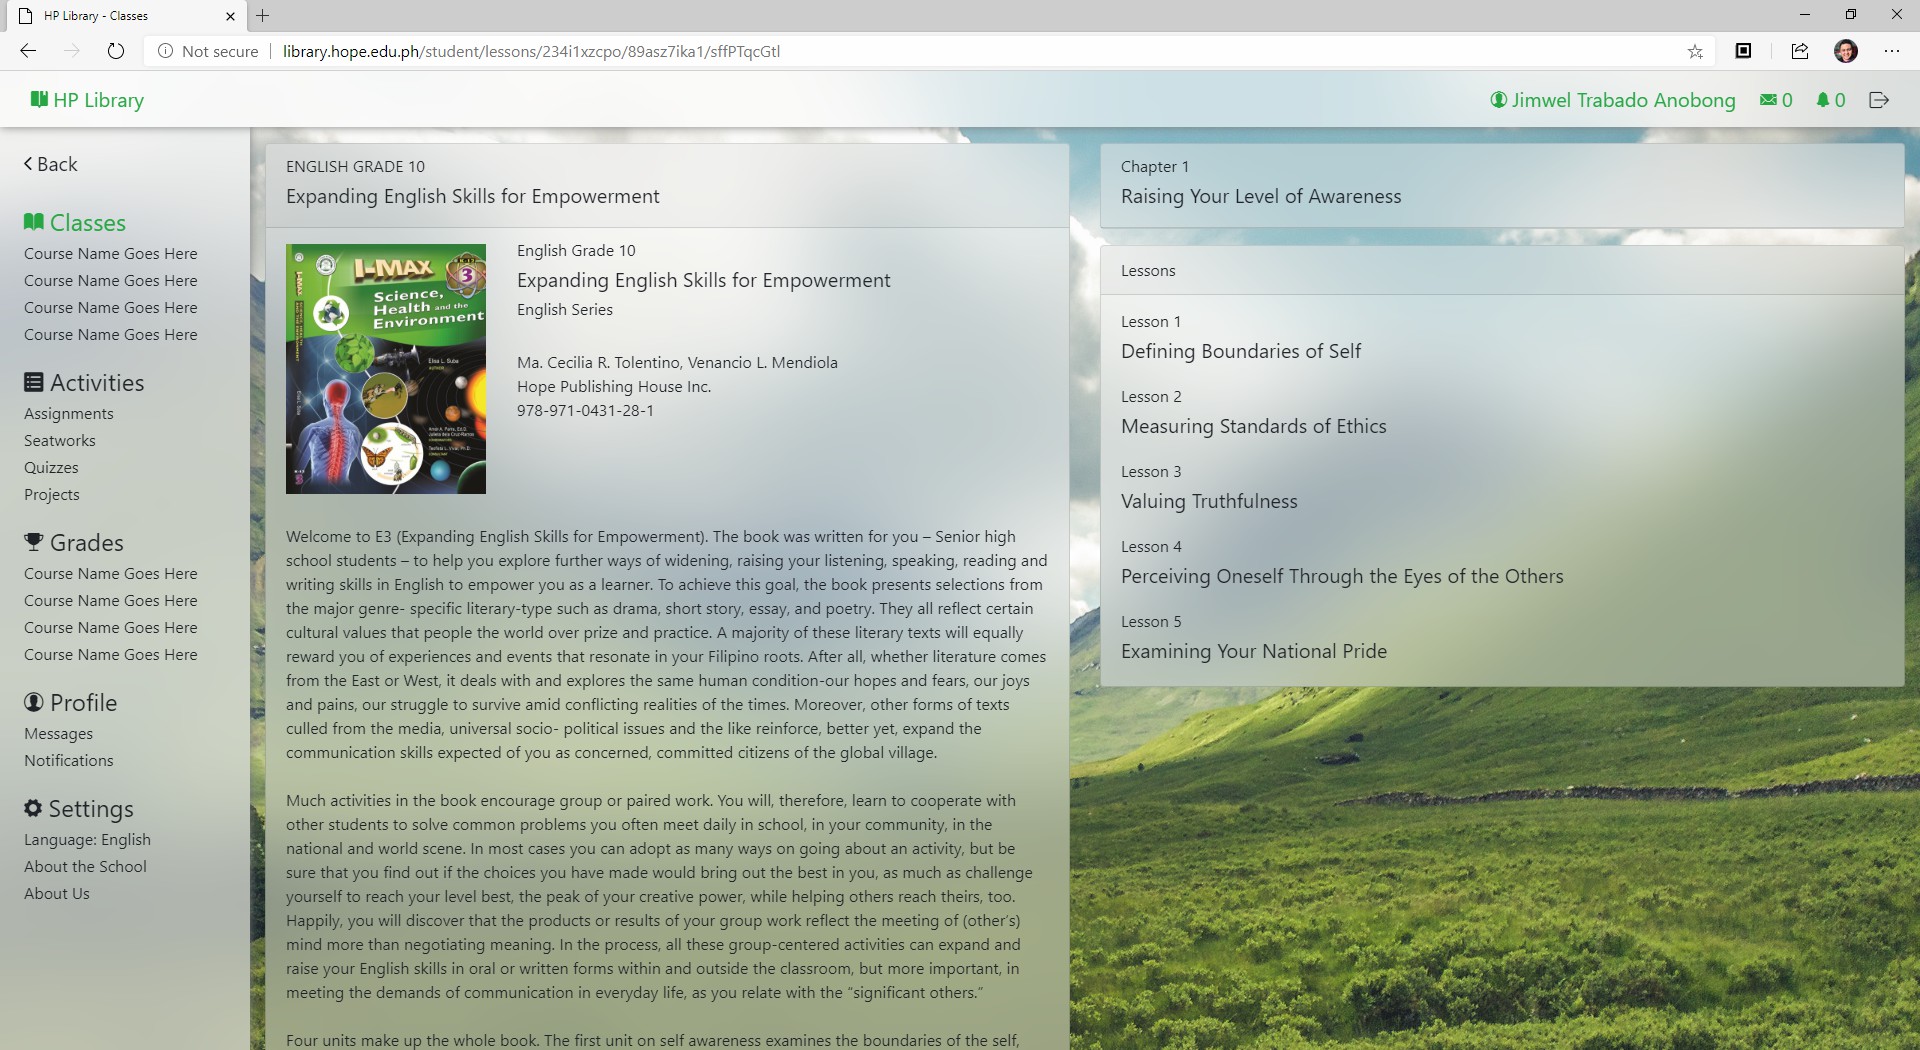 HP Library - Classes
Not secure
library.hope.edu.ph/student/lessons/234i1xzcpo/89asz7ika1/sffPTqcGtl
HP Library
Jimwel Trabado Anobong
0
0
Back
Classes
Course Name Goes Here
Course Name Goes Here
Course Name Goes Here
Course Name Goes Here
Activities
Assignments
Seatworks
Quizzes
Projects
Grades
Course Name Goes Here
Course Name Goes Here
Course Name Goes Here
Course Name Goes Here
Profile
Messages
Notifications
Settings
Language: English
About the School
About Us
ENGLISH GRADE 10
Expanding English Skills for Empowerment
I-MAX
3
Science,
Health and the
Environment
Elisa L. Suba
English Grade 10
Expanding English Skills for Empowerment
English Series
Ma. Cecilia R. Tolentino, Venancio L. Mendiola
Hope Publishing House Inc.
978-971-0431-28-1
Welcome to E3 (Expanding English Skills for Empowerment). The book was written for you – Senior high
school students – to help you explore further ways of widening, raising your listening, speaking, reading and
writing skills in English to empower you as a learner. To achieve this goal, the book presents selections from
the major genre- specific literary-type such as drama, short story, essay, and poetry. They all reflect certain
cultural values that people the world over prize and practice. A majority of these literary texts will equally
reward you of experiences and events that resonate in your Filipino roots. After all, whether literature comes
from the East or West, it deals with and explores the same human condition-our hopes and fears, our joys
and pains, our struggle to survive amid conflicting realities of the times. Moreover, other forms of texts
culled from the media, universal socio- political issues and the like reinforce, better yet, expand the
communication skills expected of you as concerned, committed citizens of the global village.
Much activities in the book encourage group or paired work. You will, therefore, learn to cooperate with
other students to solve common problems you often meet daily in school, in your community, in the
national and world scene. In most cases you can adopt as many ways on going about an activity, but be
sure that you find out if the choices you have made would bring out the best in you, as much as challenge
yourself to reach your level best, the peak of your creative power, while helping others reach theirs, too.
Happily, you will discover that the products or results of your group work reflect the meeting of (other's)
mind more than negotiating meaning. In the process, all these group-centered activities can expand and
raise your English skills in oral or written forms within and outside the classroom, but more important, in
meeting the demands of communication in everyday life, as you relate with the "significant others."
Four units make up the whole book. The first unit on self awareness examines the boundaries of the self,
Chapter 1
Raising Your Level of Awareness
Lessons
Lesson 1
Defining Boundaries of Self
Lesson 2
Measuring Standards of Ethics
Lesson 3
Valuing Truthfulness
Lesson 4
Perceiving Oneself Through the Eyes of the Others
Lesson 5
Examining Your National Pride